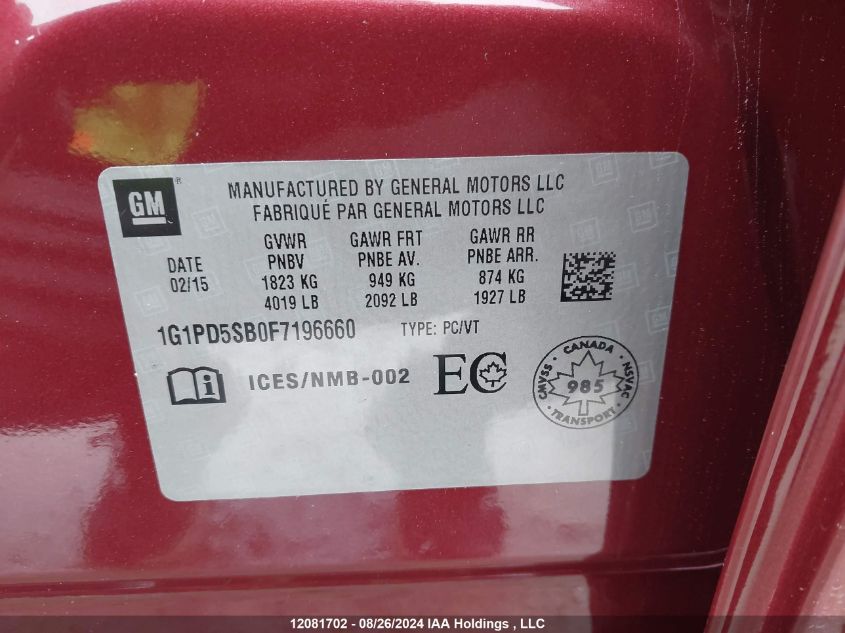 GM
MANUFACTURED BY GENERAL MOTORS LLC
FABRIQUÉ PAR GENERAL MOTORS LLC
DATE
02/15
GVWR
PNBV
1823 KG
4019 LB
GAWR FRT
PNBE AV.
949 KG
2092 LB
GAWR RR
PNBE ARR.
874 KG
1927 LB
1G1PD5SB0F7196660 TYPE: PC/VT
i ICES/NMB-002 EC
CANADA
CMVSS 985 NSVAC
TRANSPORT
12081702 - 08/26/2024 IAA Holdings , LLC